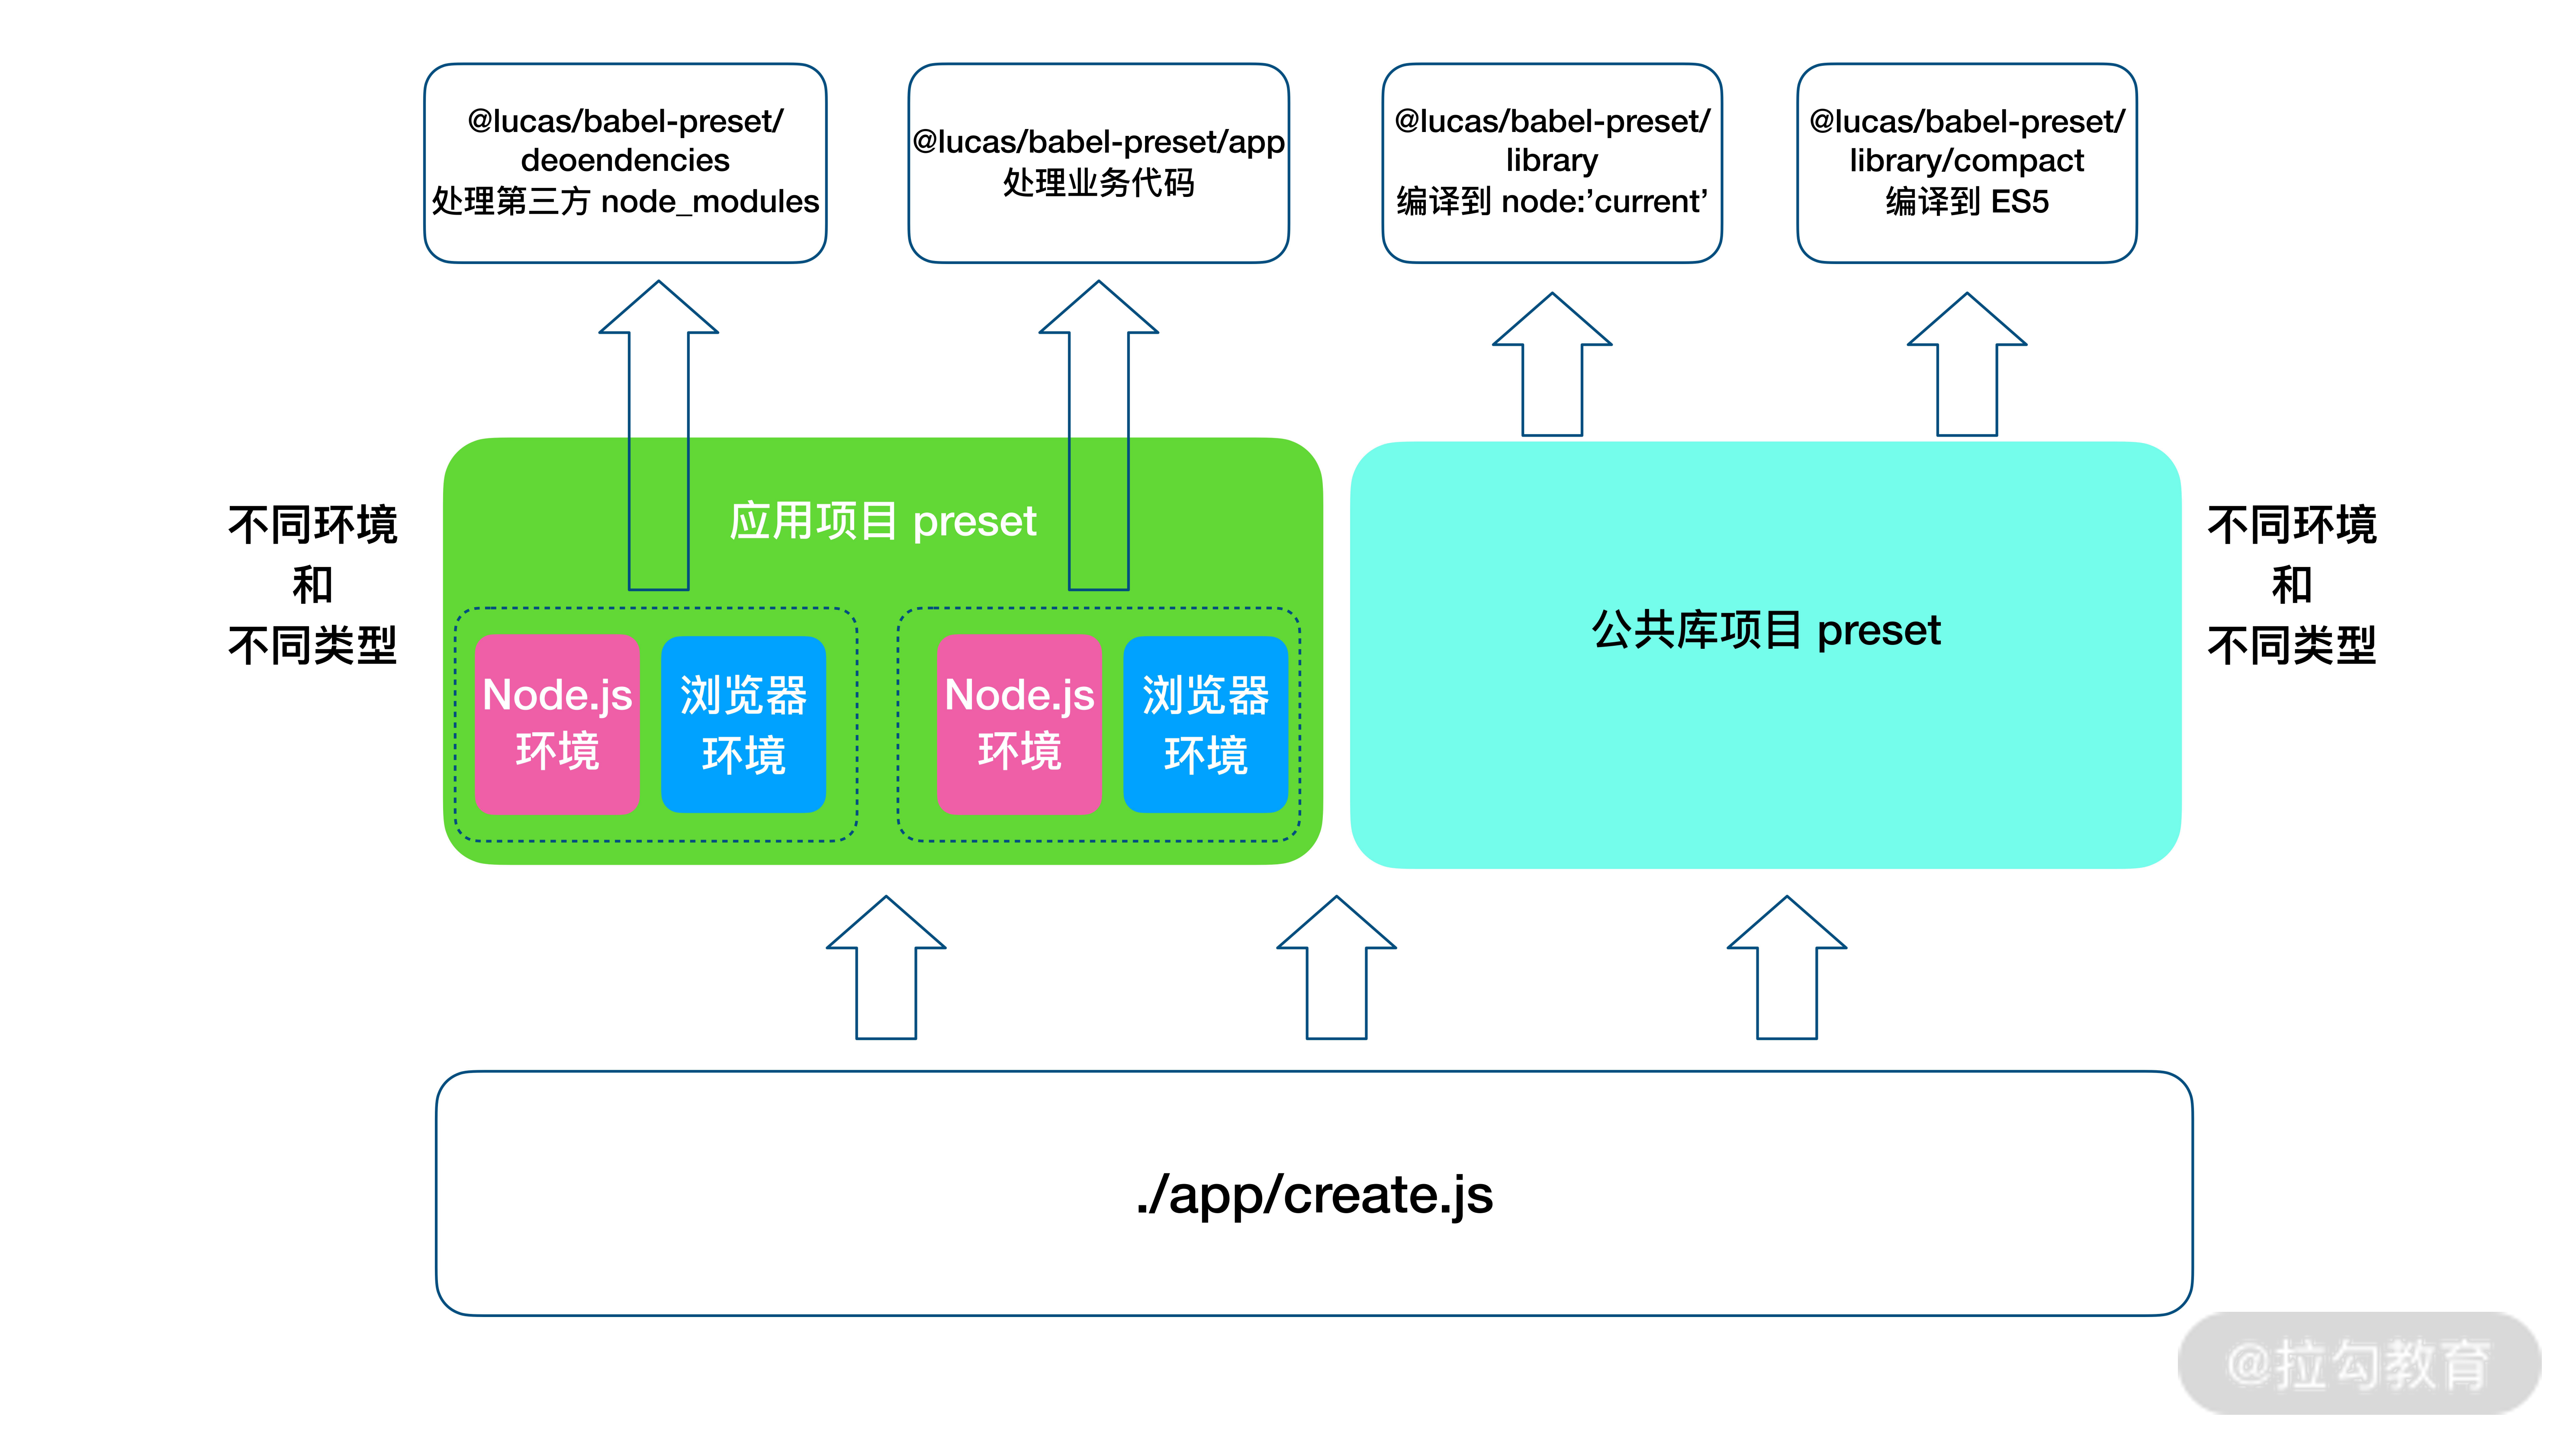 @lucas/babel-preset/
deoendencies
处理第三方 node_modules
@lucas/babel-preset/app
处理业务代码
@lucas/babel-preset/
library
编译到 node:’current’
@lucas/babel-preset/
library/compact
编译到 ES5
不同环境
和
不同类型
应用项目 preset
Node.js
环境
浏览器
环境
Node.js
环境
浏览器
环境
公共库项目 preset
不同环境
和
不同类型
./app/create.js
@拉勾教育